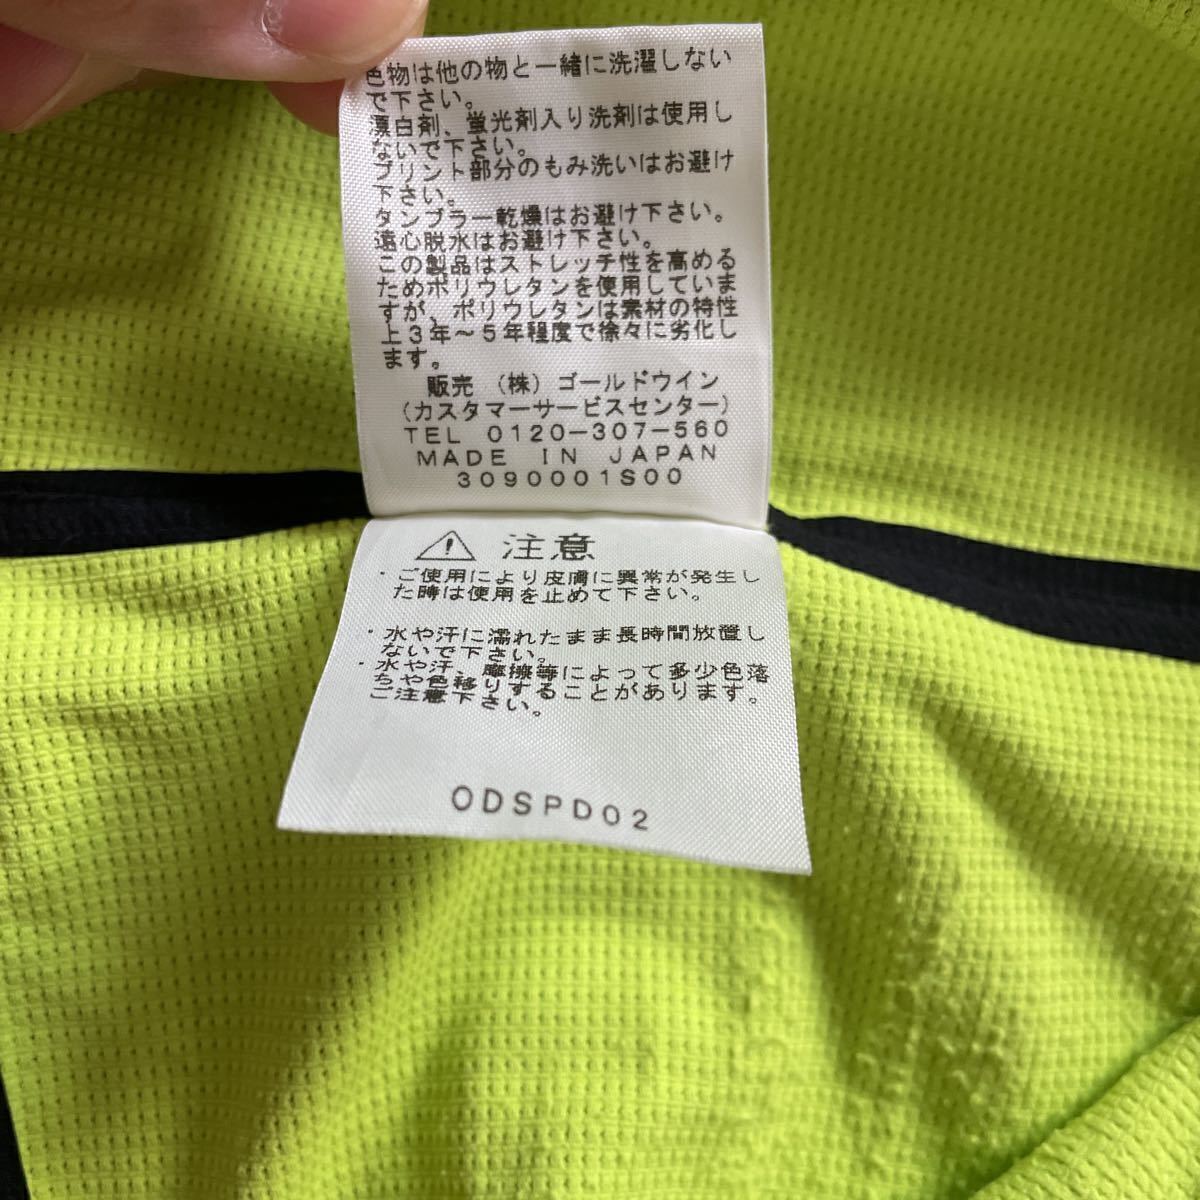 色物は他の物と一緒に洗濯しない
で下さい。
漂白剤、蛍光剤入り洗剤は使用し
ないで下さい。
プリント部分のもみ洗いはお避け
下さい。
タンブラー乾燥はお避け下さい。
遠心脱水はお避け下さい。
この製品はストレッチ性を高める
ためポリウレタンを使用していま
すが、ポリウレタンは素材の特性
上3年～5年程度で徐々に劣化し
ます。
販売 (株) ゴールドウイン
(カスタマーサービスセンター)
TEL 0120-307-560
MADE IN JAPAN
3090001S00
注意
・ご使用により皮膚に異常が発生し
た時は使用を止めて下さい。
・水や汗に濡れたまま長時間放置し
ないで下さい。
・水や汗、摩擦等によって多少色落
ちや色移りすることがあります。
ご注意下さい。
ODSPD02